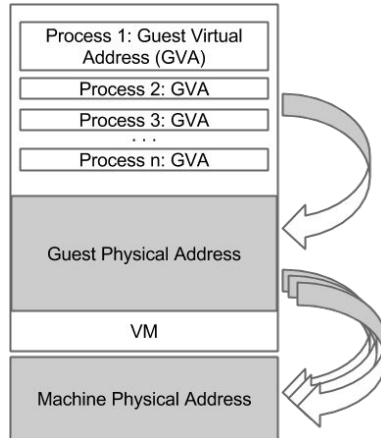 Process 1: Guest Virtual
Address (GVA)
Process 2: GVA
Process 3: GVA
. . .
Process n: GVA
Guest Physical Address
VM
Machine Physical Address